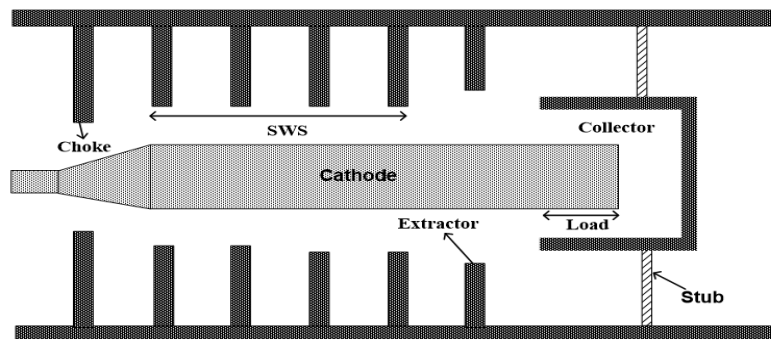 SWS
Choke
Collector
Cathode
Extractor
Load
Stub